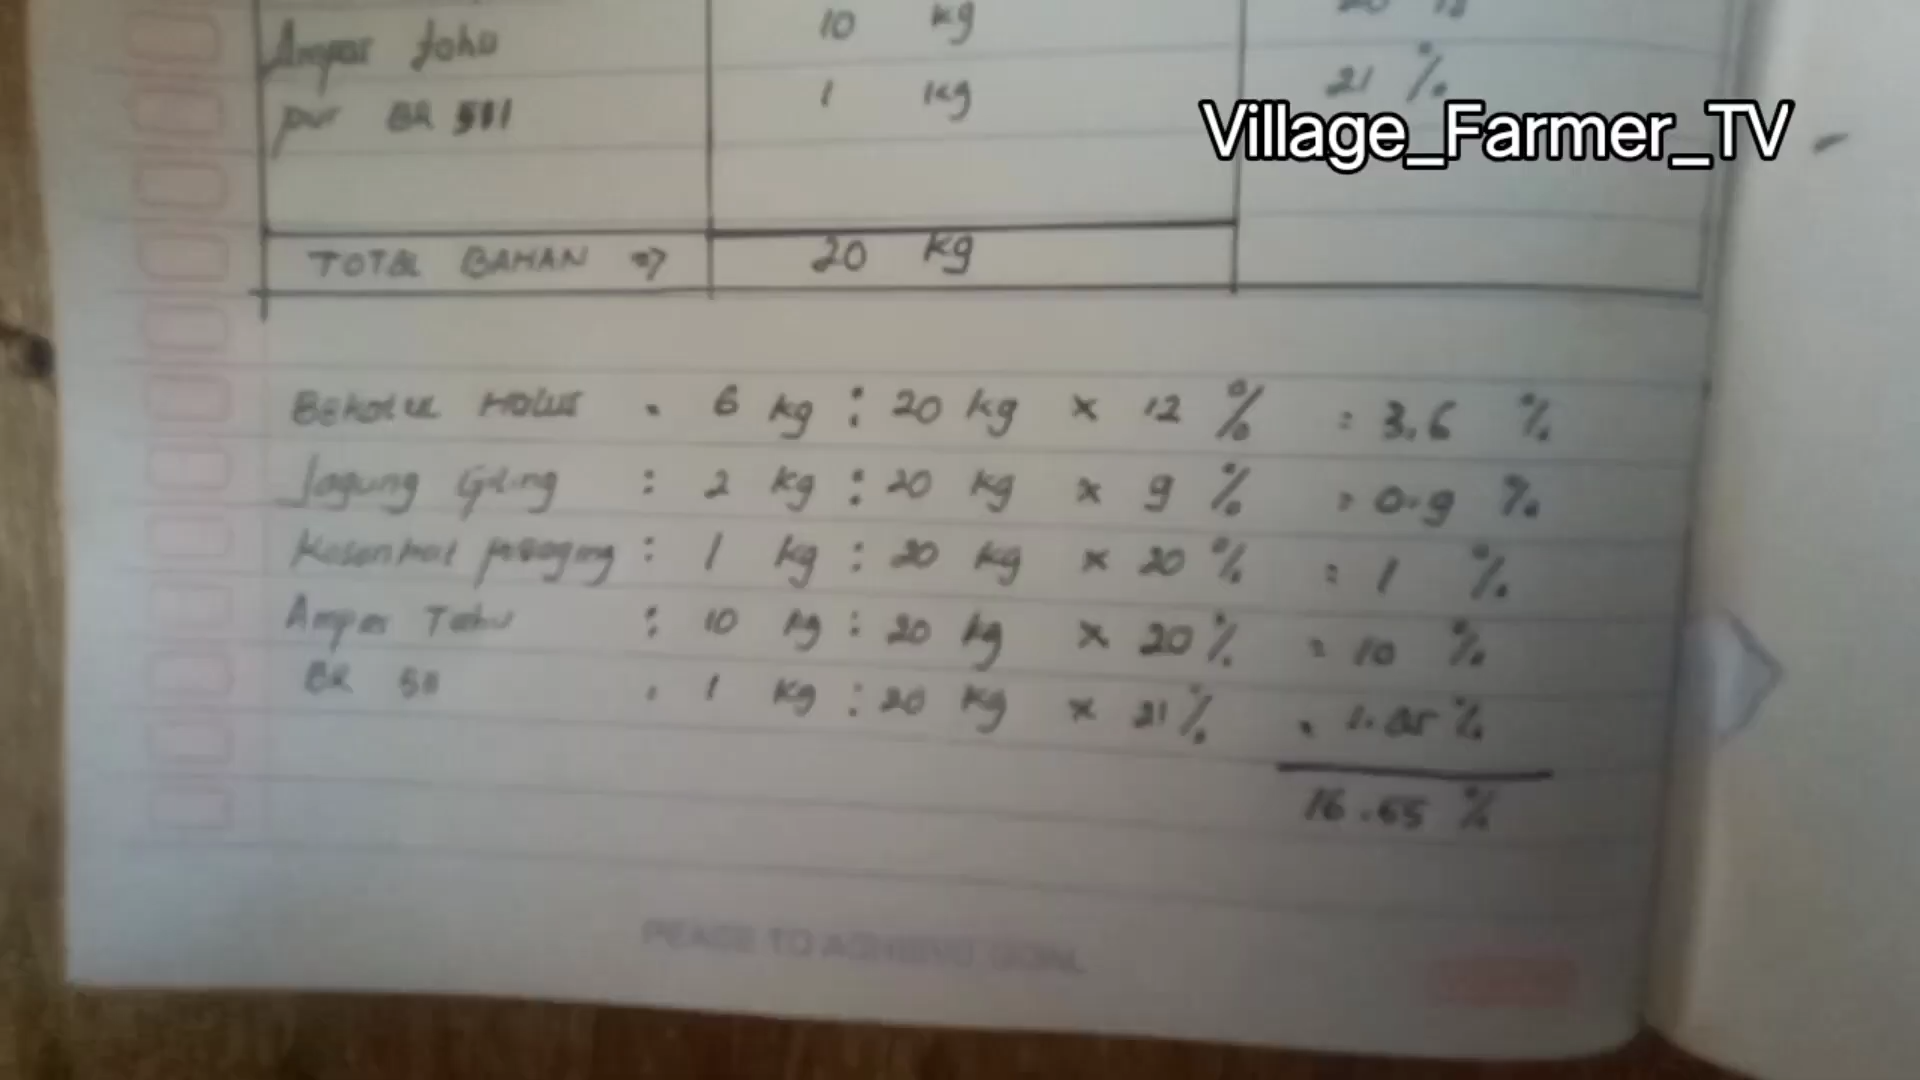 Ampas tahu 10 kg 20 %
pur BR 511 1 kg 21 %
Village_Farmer_TV
TOTAL BAHAN => 20 kg
Bekatul Halus : 6 kg : 20 kg x 12 % = 3.6 %
Jagung Giling : 2 kg : 20 kg x 9 % = 0.9 %
: 1 kg : 20 kg x 20 % = 1 %
Ampas Tahu : 10 kg : 20 kg x 20 % = 10 %
BR 511 : 1 kg : 20 kg x 21 % = 1.05 %
16.55 %